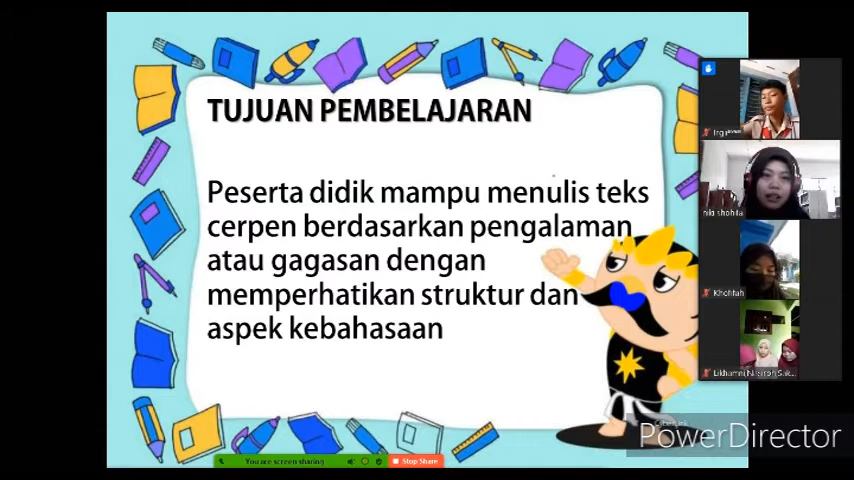 TUJUAN PEMBELAJARAN
Peserta didik mampu menulis teks
cerpen berdasarkan pengalaman
atau gagasan dengan
memperhatikan struktur dan
aspek kebahasaan
Khofifah
You are screen sharing
Stop Share
PowerDirector